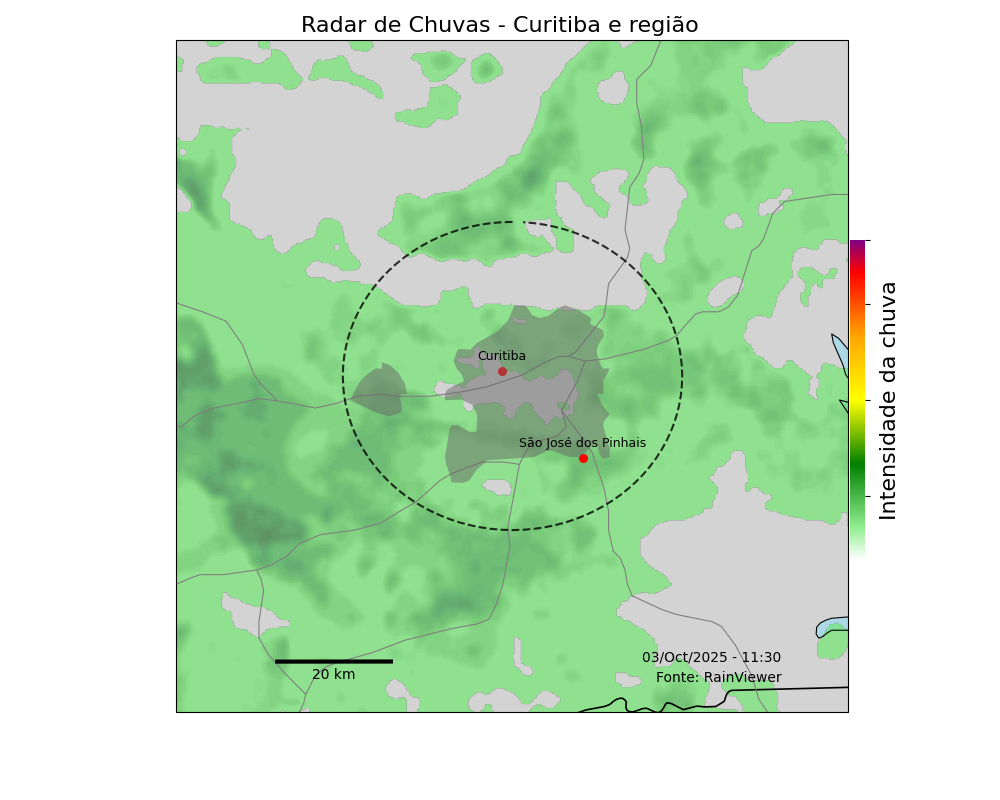 Radar de Chuvas - Curitiba e região
Curitiba
São José dos Pinhais
Intensidade da chuva
03/Oct/2025 - 11:30
Fonte: RainViewer
20 km